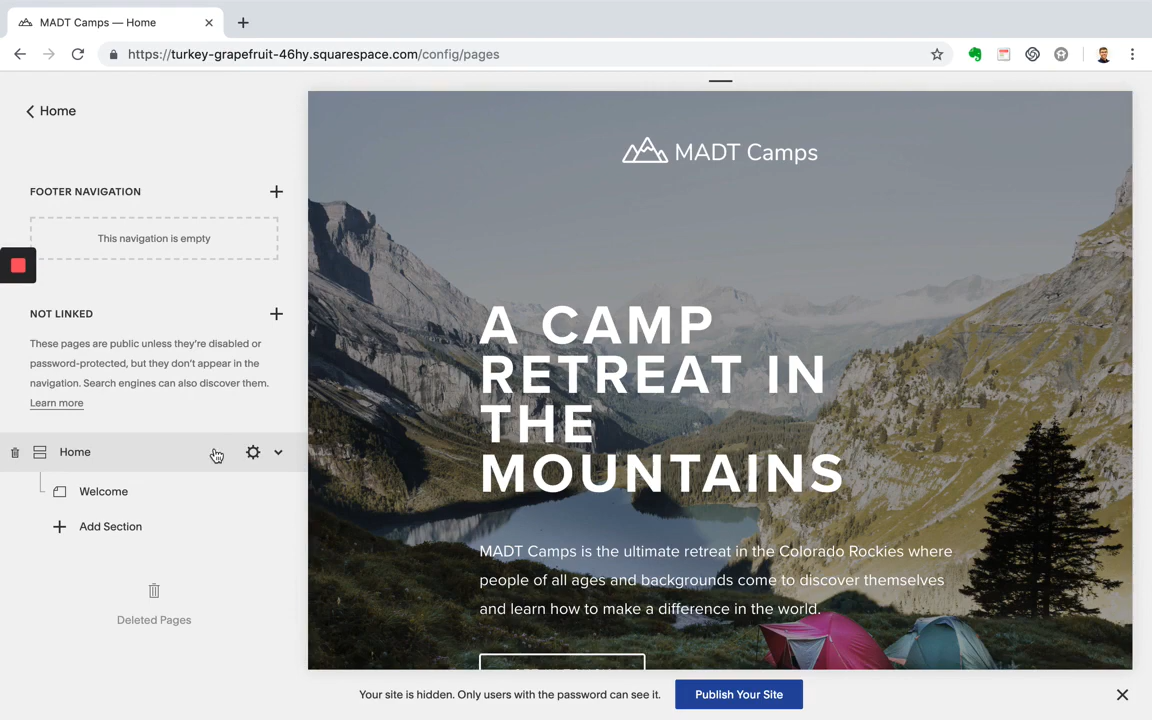 MADT Camps — Home
https://turkey-grapefruit-46hy.squarespace.com/config/pages
Home
FOOTER NAVIGATION
This navigation is empty
NOT LINKED
These pages are public unless they’re disabled or
password-protected, but they don’t appear in the
navigation. Search engines can also discover them.
Learn more
Home
Welcome
Add Section
Deleted Pages
MADT Camps
A CAMP
RETREAT IN
THE
MOUNTAINS
MADT Camps is the ultimate retreat in the Colorado Rockies where
people of all ages and backgrounds come to discover themselves
and learn how to make a difference in the world.
Your site is hidden. Only users with the password can see it.
Publish Your Site